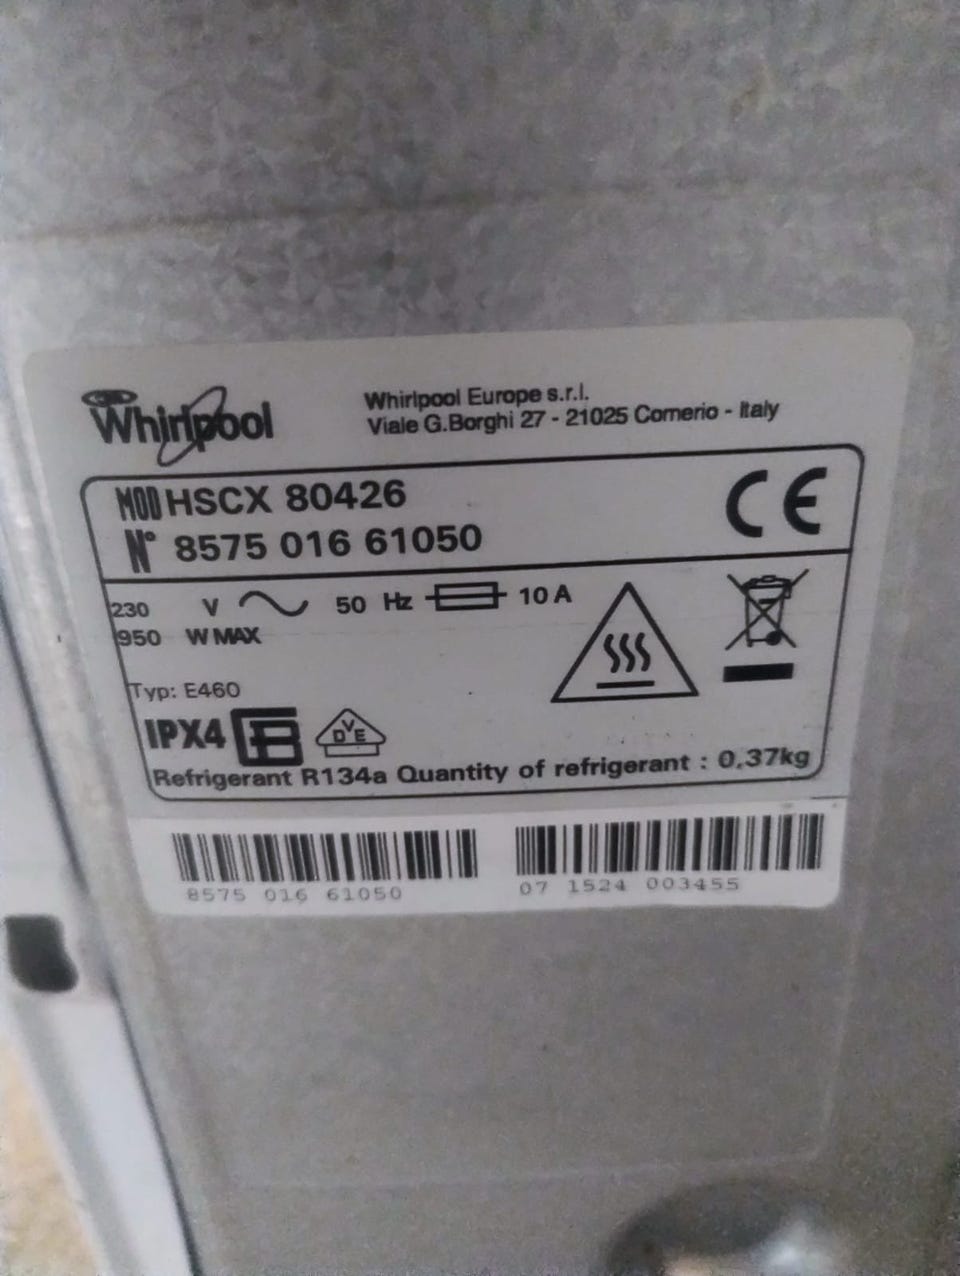 Whirlpool
Whirlpool Europe s.r.l.
Viale G.Borghi 27 - 21025 Comerio - Italy
MOD HSCX 80426
N° 8575 016 61050
CE
230 V 50 Hz 10 A
950 W MAX
Typ: E460
IPX4
DVE
Refrigerant R134a Quantity of refrigerant : 0,37kg
8575 016 61050
07 1524 003455